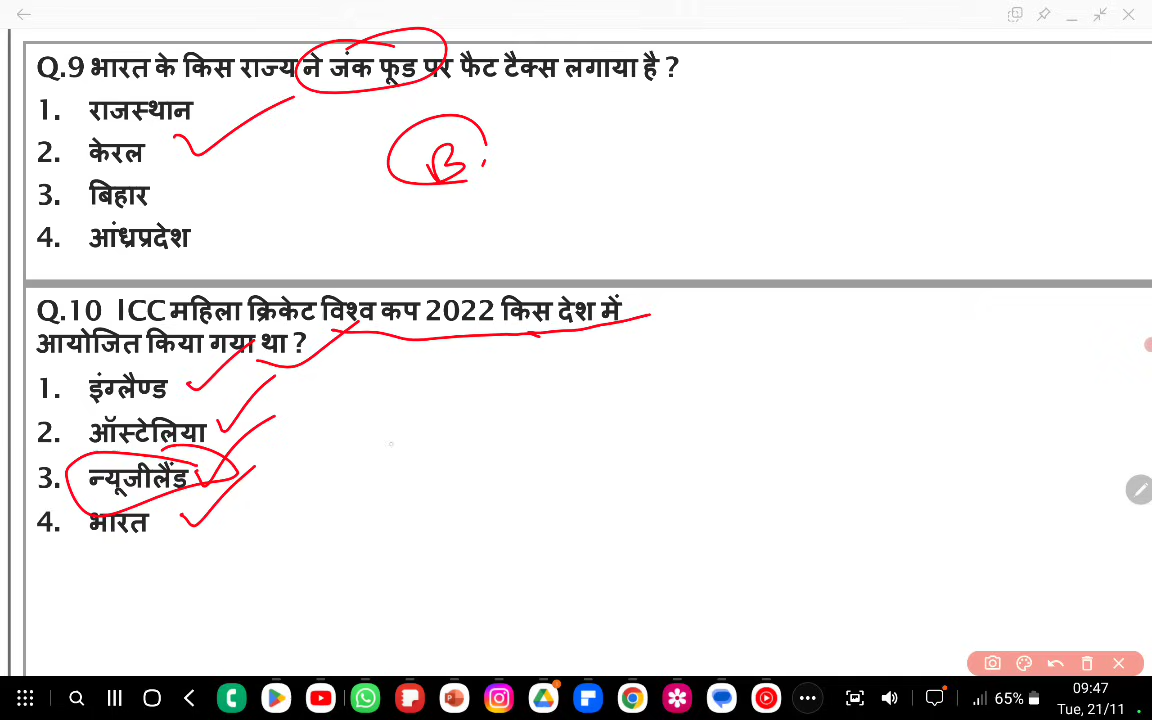 Q.9 भारत के किस राज्य ने जंक फूड पर फैट टैक्स लगाया है ?
1. राजस्थान
2. केरल
B
3. बिहार
4. आंध्रप्रदेश
Q.10 ICC महिला क्रिकेट विश्व कप 2022 किस देश में
आयोजित किया गया था ?
1. इंग्लैण्ड
2. ऑस्टेलिया
3. न्यूजीलैंड
4. भारत
65%
09:47
Tue, 21/11